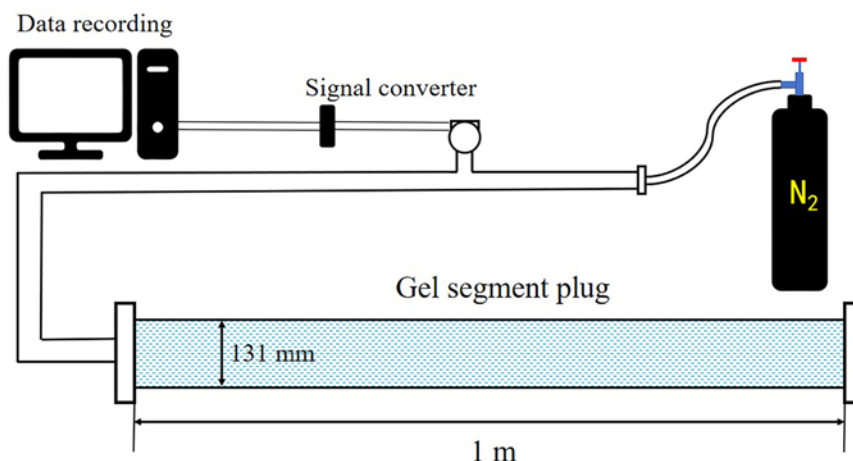 Data recording
Signal converter
N₂
Gel segment plug
131 mm
1 m